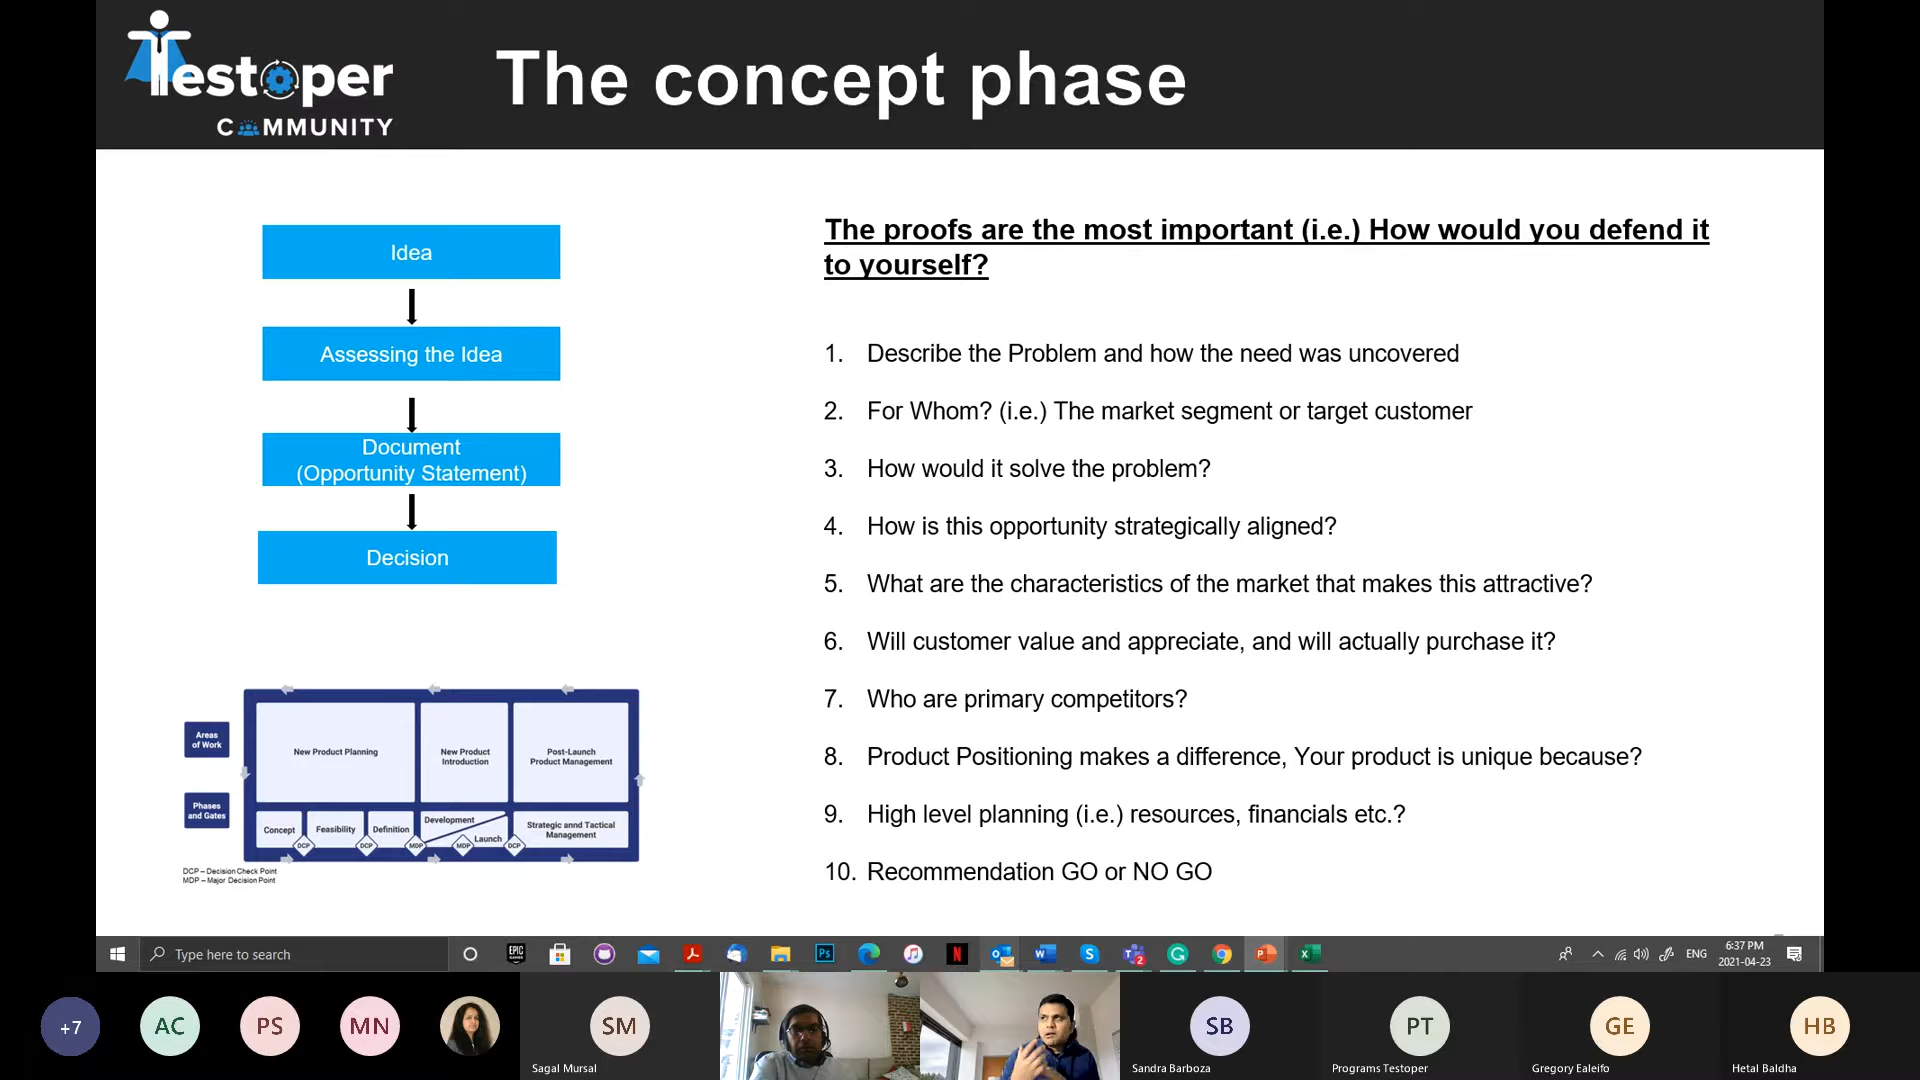 Testoper
COMMUNITY
The concept phase
Idea
Assessing the Idea
Document
(Opportunity Statement)
Decision
The proofs are the most important (i.e.) How would you defend it
to yourself?
1. Describe the Problem and how the need was uncovered
2. For Whom? (i.e.) The market segment or target customer
3. How would it solve the problem?
4. How is this opportunity strategically aligned?
5. What are the characteristics of the market that makes this attractive?
6. Will customer value and appreciate, and will actually purchase it?
7. Who are primary competitors?
8. Product Positioning makes a difference, Your product is unique because?
9. High level planning (i.e.) resources, financials etc.?
10. Recommendation GO or NO GO
Areas
of Work
New Product Planning
New Product
Introduction
Post-Launch
Product Management
Phases
and Gates
Concept
Feasibility
Definition
Development
Launch
Strategic annd Tactical
Management
DCP
DCP
MDP
MDP
DCP
DCP – Decision Check Point
MDP – Major Decision Point
Type here to search
EPIC
GAMES
Ps
N
W
S
2
G
P
X
ENG
6:37 PM
2021-04-23
+7
AC
PS
MN
SM
Sagal Mursal
SB
Sandra Barboza
PT
Programs Testoper
GE
Gregory Ealeifo
HB
Hetal Baldha